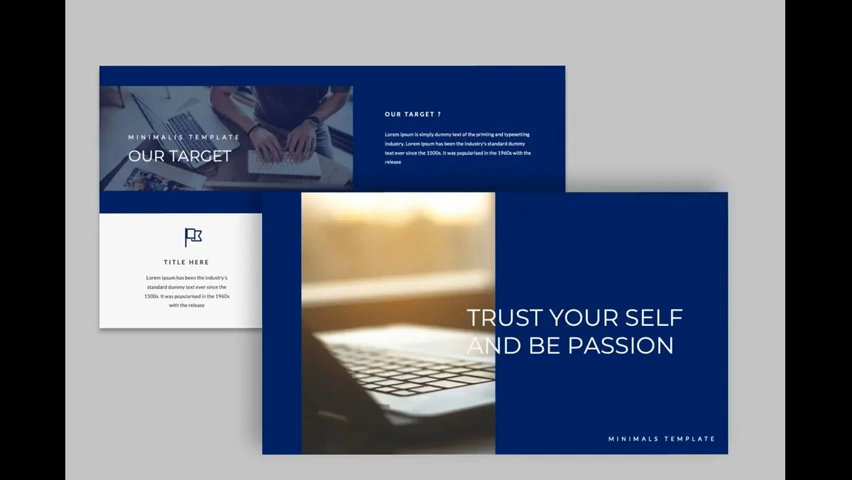 MINIMALIS TEMPLATE
OUR TARGET
OUR TARGET ?
Lorem Ipsum is simply dummy text of the printing and typesetting
industry. Lorem Ipsum has been the industry's standard dummy
text ever since the 1500s. It was popularised in the 1960s with the
release
TITLE HERE
Lorem Ipsum has been the industry's
standard dummy text ever since the
1500s. It was popularised in the 1960s
with the release
TRUST YOUR SELF
AND BE PASSION
MINIMALS TEMPLATE